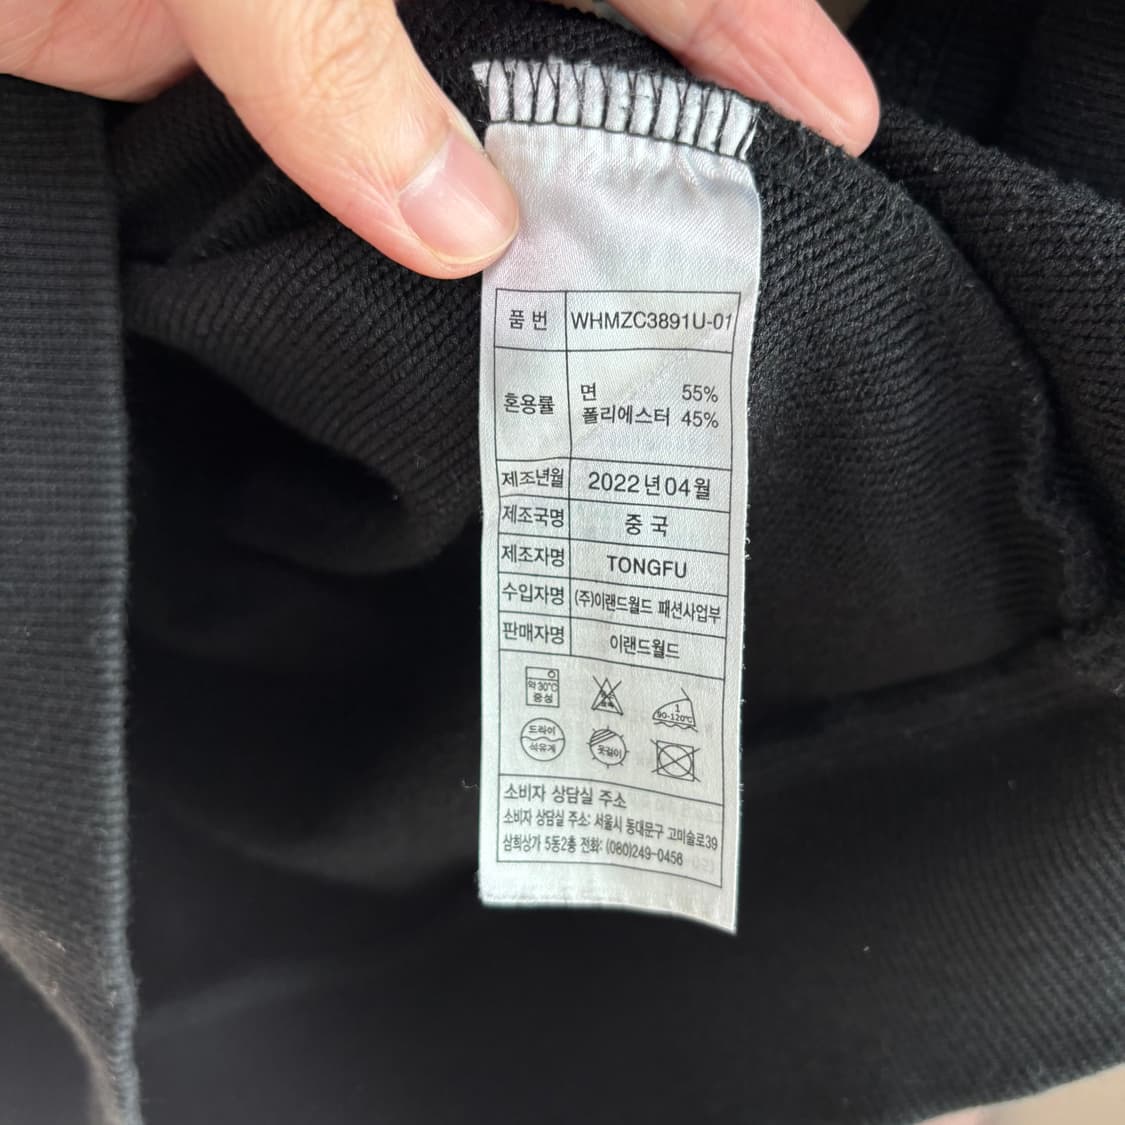 품 번 WHMZC3891U-01
혼용률 면 55%
폴리에스터 45%
제조년월 2022년04월
제조국명 중 국
제조자명 TONGFU
수입자명 (주)이랜드월드 패션사업부
판매자명 이랜드월드
약 30℃
중성
1
90-120℃
드라이
석유계
옷걸이
소비자 상담실 주소
소비자 상담실 주소: 서울시 동대문구 고미술로39
삼희상가 5동2층 전화: (080)249-0456